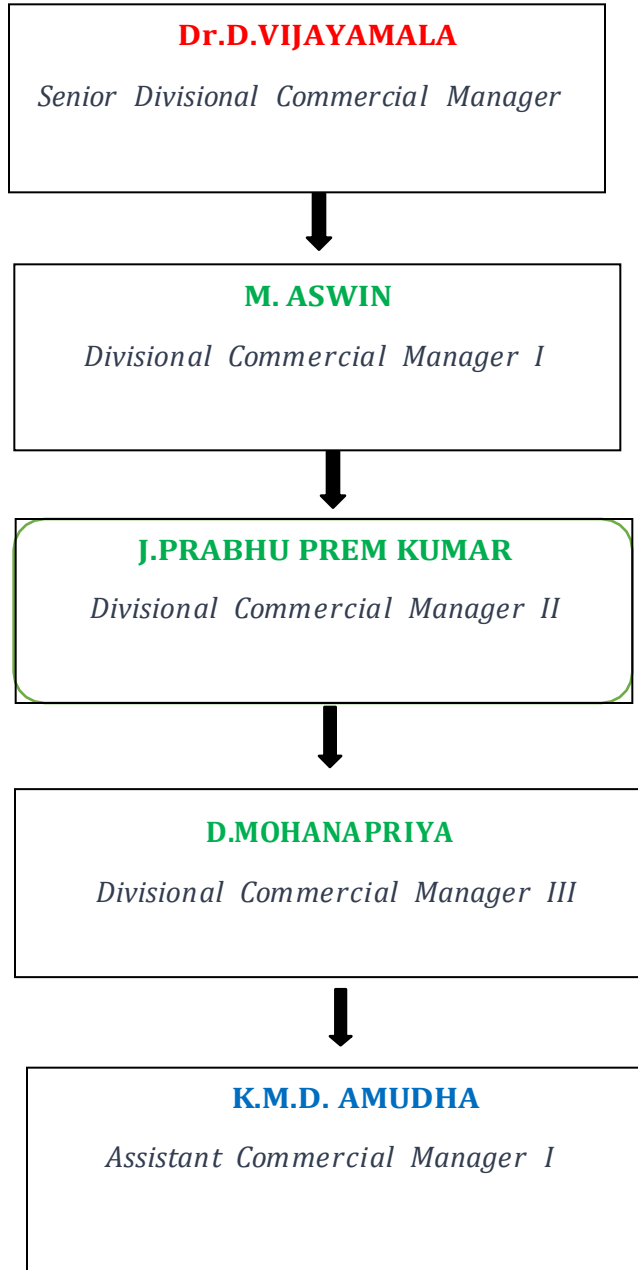 Dr.D.VIJAYAMALA
Senior Divisional Commercial Manager
M. ASWIN
Divisional Commercial Manager I
J.PRABHU PREM KUMAR
Divisional Commercial Manager II
D.MOHANAPRIYA
Divisional Commercial Manager III
K.M.D. AMUDHA
Assistant Commercial Manager I